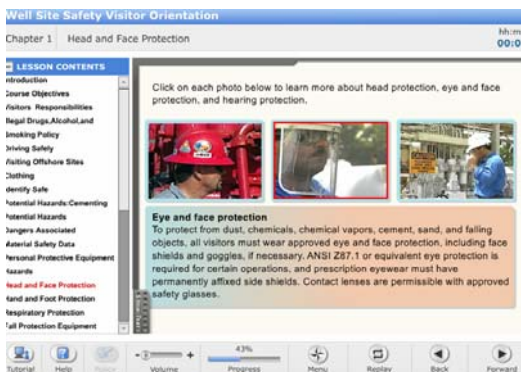 Well Site Safety Visitor Orientation
Chapter 1 Head and Face Protection
hh:m
00:0
LESSON CONTENTS
Introduction
Course Objectives
Visitors Responsibilities
Illegal Drugs,Alcohol,and
Smoking Policy
Driving Safely
Visiting Offshore Sites
Clothing
Identify Safe
Potential Hazards:Cementing
Potential Hazards
Dangers Associated
Material Safety Data
Personal Protective Equipment
Hazards
Head and Face Protection
Hand and Foot Protection
Respiratory Protection
Fall Protection Equipment
Click on each photo below to learn more about head protection, eye and face
protection, and hearing protection.
Eye and face protection
To protect from dust, chemicals, chemical vapors, cement, sand, and falling
objects, all visitors must wear approved eye and face protection, including face
shields and goggles, if necessary. ANSI Z87.1 or equivalent eye protection is
required for certain operations, and prescription eyewear must have
permanently affixed side shields. Contact lenses are permissible with approved
safety glasses.
43%
Tutorial Help Volume Progress Menu Replay Back Forward